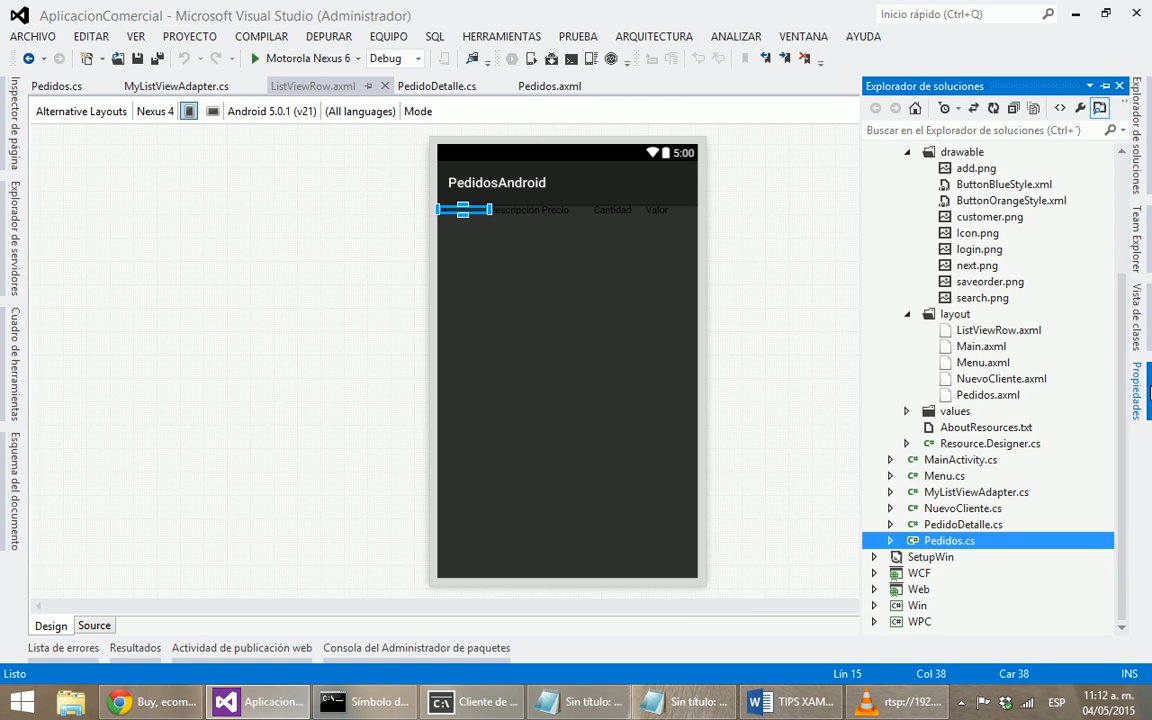 AplicacionComercial - Microsoft Visual Studio (Administrador)
Inicio rápido (Ctrl+Q)
ARCHIVO EDITAR VER PROYECTO COMPILAR DEPURAR EQUIPO SQL HERRAMIENTAS PRUEBA ARQUITECTURA ANALIZAR VENTANA AYUDA
Motorola Nexus 6 Debug
Pedidos.cs MyListViewAdapter.cs ListViewRow.axml PedidoDetalle.cs Pedidos.axml
Alternative Layouts Nexus 4 Android 5.0.1 (v21) (All languages) Mode
Inspector de página
Explorador de servidores
Cuadro de herramientas
Esquema del documento
5:00
PedidosAndroid
Descripción Precio Cantidad Valor
Design Source
Lista de errores Resultados Actividad de publicación web Consola del Administrador de paquetes
Explorador de soluciones
Buscar en el Explorador de soluciones (Ctrl+´)
drawable
add.png
ButtonBlueStyle.xml
ButtonOrangeStyle.xml
customer.png
Icon.png
login.png
next.png
saveorder.png
search.png
layout
ListViewRow.axml
Main.axml
Menu.axml
NuevoCliente.axml
Pedidos.axml
values
AboutResources.txt
Resource.Designer.cs
MainActivity.cs
Menu.cs
MyListViewAdapter.cs
NuevoCliente.cs
PedidoDetalle.cs
Pedidos.cs
SetupWin
WCF
Web
Win
WPC
Explorador de soluciones
Team Explorer
Vista de clases
Propiedades
Listo Lín 15 Col 38 Car 38 INS
Buy, ecom... Aplicacion... Símbolo d... Cliente de ... Sin título: ... Sin título: ... TIPS XAM... rtsp://192... ESP
11:12 a. m.
04/05/2015